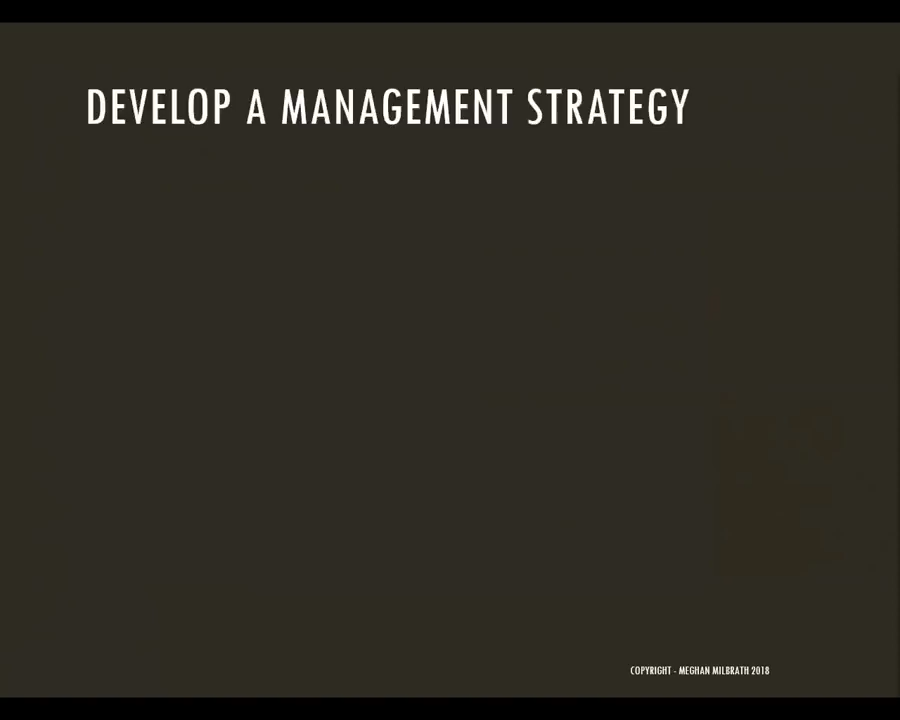 DEVELOP A MANAGEMENT STRATEGY
COPYRIGHT - MEGHAN MILBRATH 2018